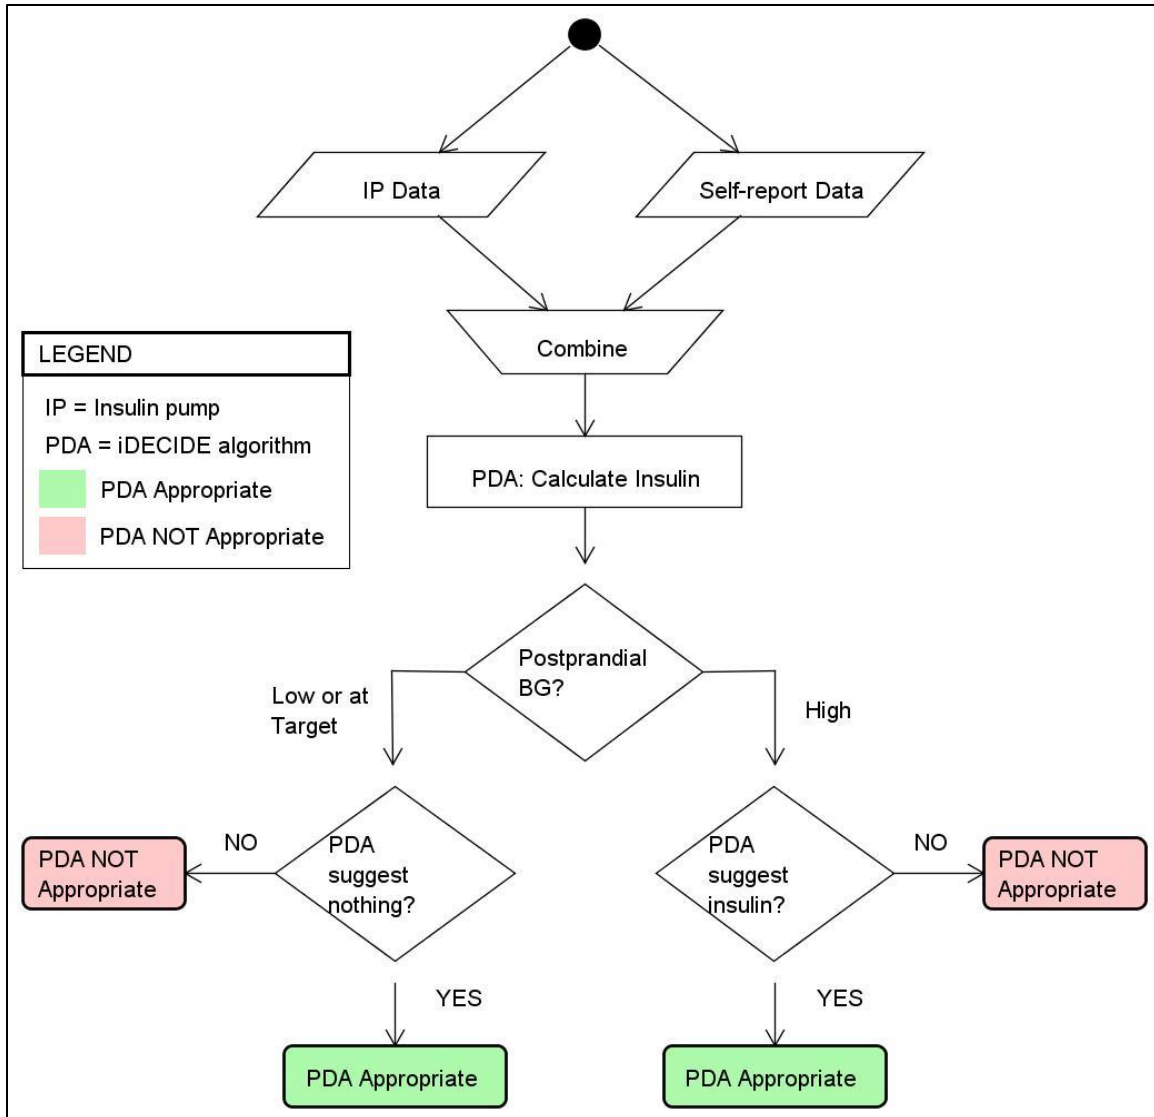 IP Data
Self-report Data
Combine
LEGEND
IP = Insulin pump
PDA = iDECIDE algorithm
PDA Appropriate
PDA NOT Appropriate
PDA: Calculate Insulin
Postprandial
BG?
Low or at
Target
High
NO
PDA NOT
Appropriate
PDA
suggest
nothing?
PDA
suggest
insulin?
NO
PDA NOT
Appropriate
YES
YES
PDA Appropriate
PDA Appropriate